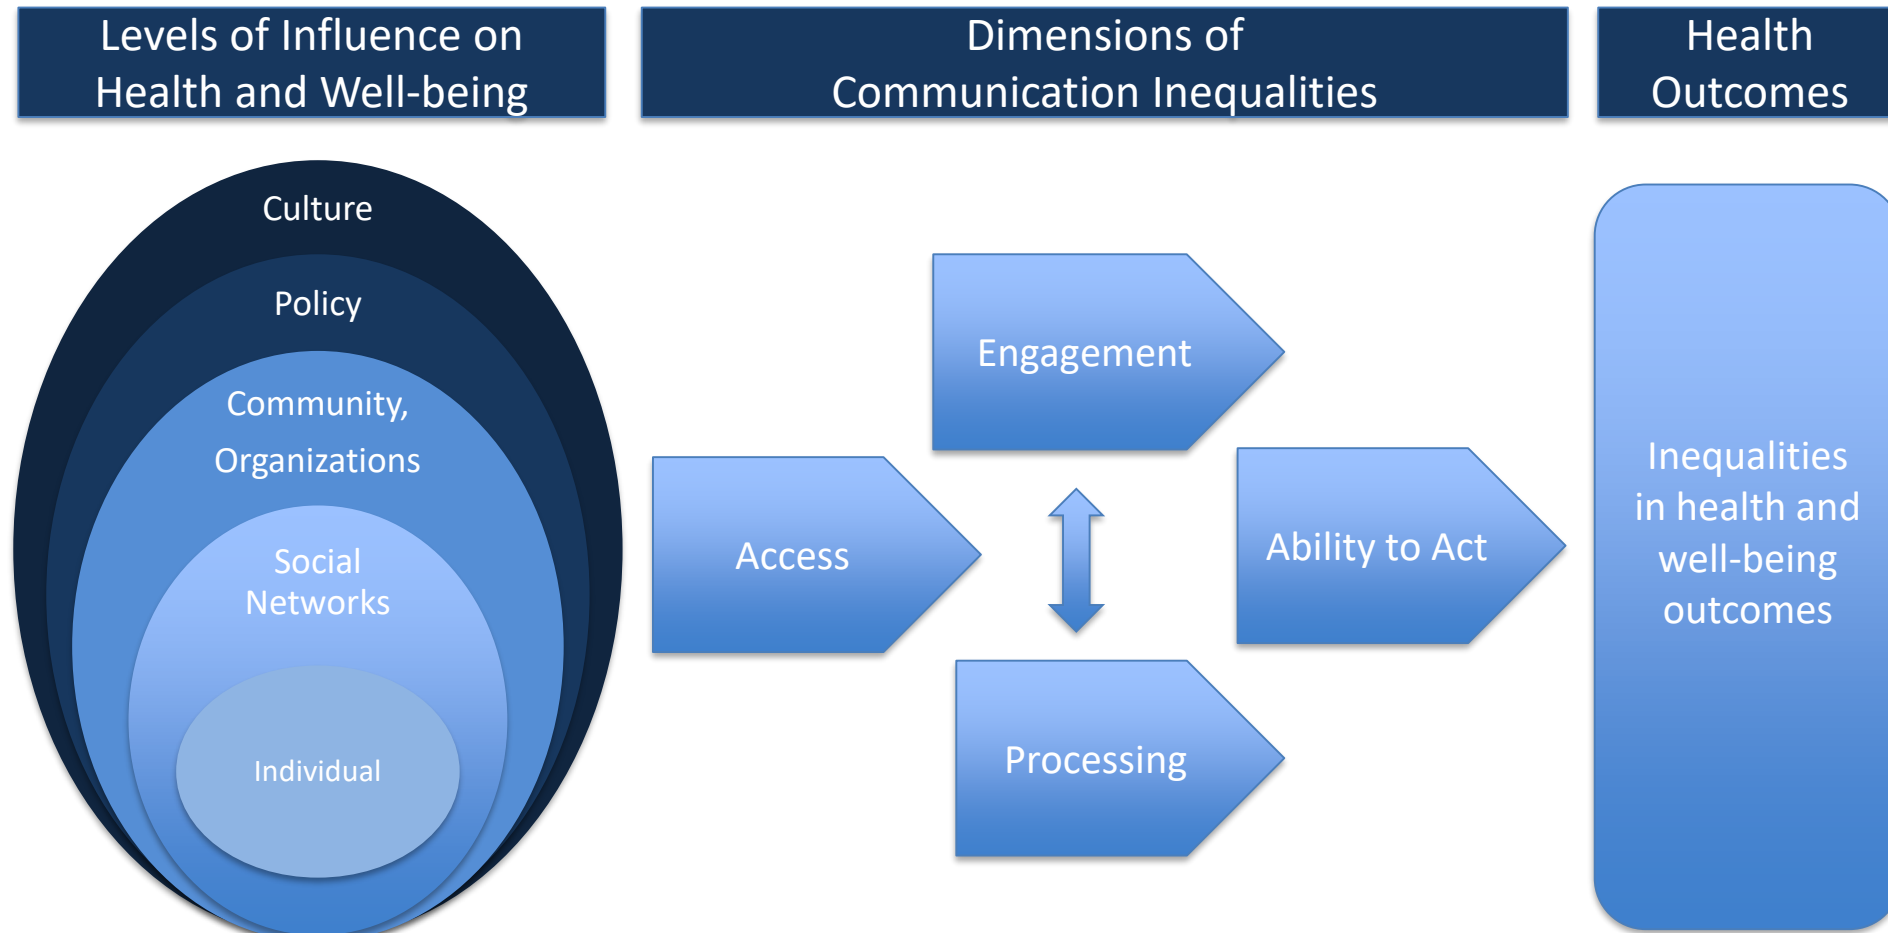 Levels of Influence on
Health and Well-being
Dimensions of
Communication Inequalities
Health
Outcomes
Culture
Policy
Community,
Organizations
Social
Networks
Individual
Access
Engagement
Processing
Ability to Act
Inequalities
in health and
well-being
outcomes